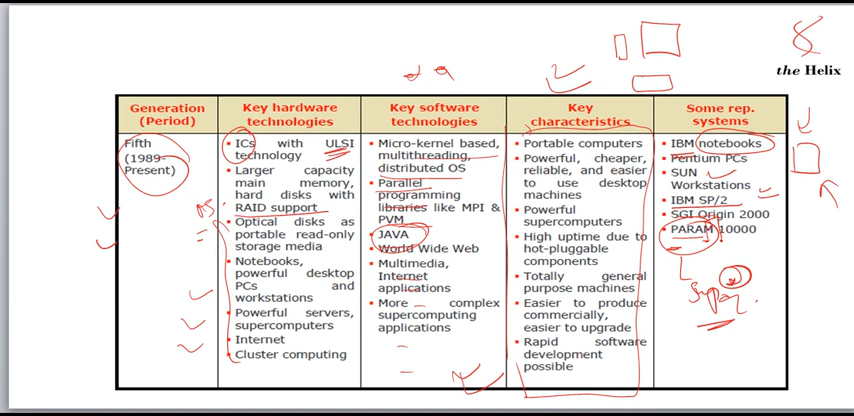 the Helix
Generation (Period)
Key hardware technologies
Key software technologies
Key characteristics
Some rep. systems
Fifth
(1989-
Present)
▪ ICs with ULSI
technology
▪ Larger capacity
main memory,
hard disks with
RAID support
▪ Optical disks as
portable read-only
storage media
▪ Notebooks,
powerful desktop
PCs and
workstations
▪ Powerful servers,
supercomputers
▪ Internet
▪ Cluster computing
▪ Micro-kernel based,
multithreading,
distributed OS
▪ Parallel
programming
libraries like MPI &
PVM
▪ JAVA
▪ World Wide Web
▪ Multimedia,
Internet
applications
▪ More complex
supercomputing
applications
▪ Portable computers
▪ Powerful, cheaper,
reliable, and easier
to use desktop
machines
▪ Powerful
supercomputers
▪ High uptime due to
hot-pluggable
components
▪ Totally general
purpose machines
▪ Easier to produce
commercially,
easier to upgrade
▪ Rapid software
development
possible
▪ IBM notebooks
▪ Pentium PCs
▪ SUN
Workstations
▪ IBM SP/2
▪ SGI Origin 2000
▪ PARAM 10000